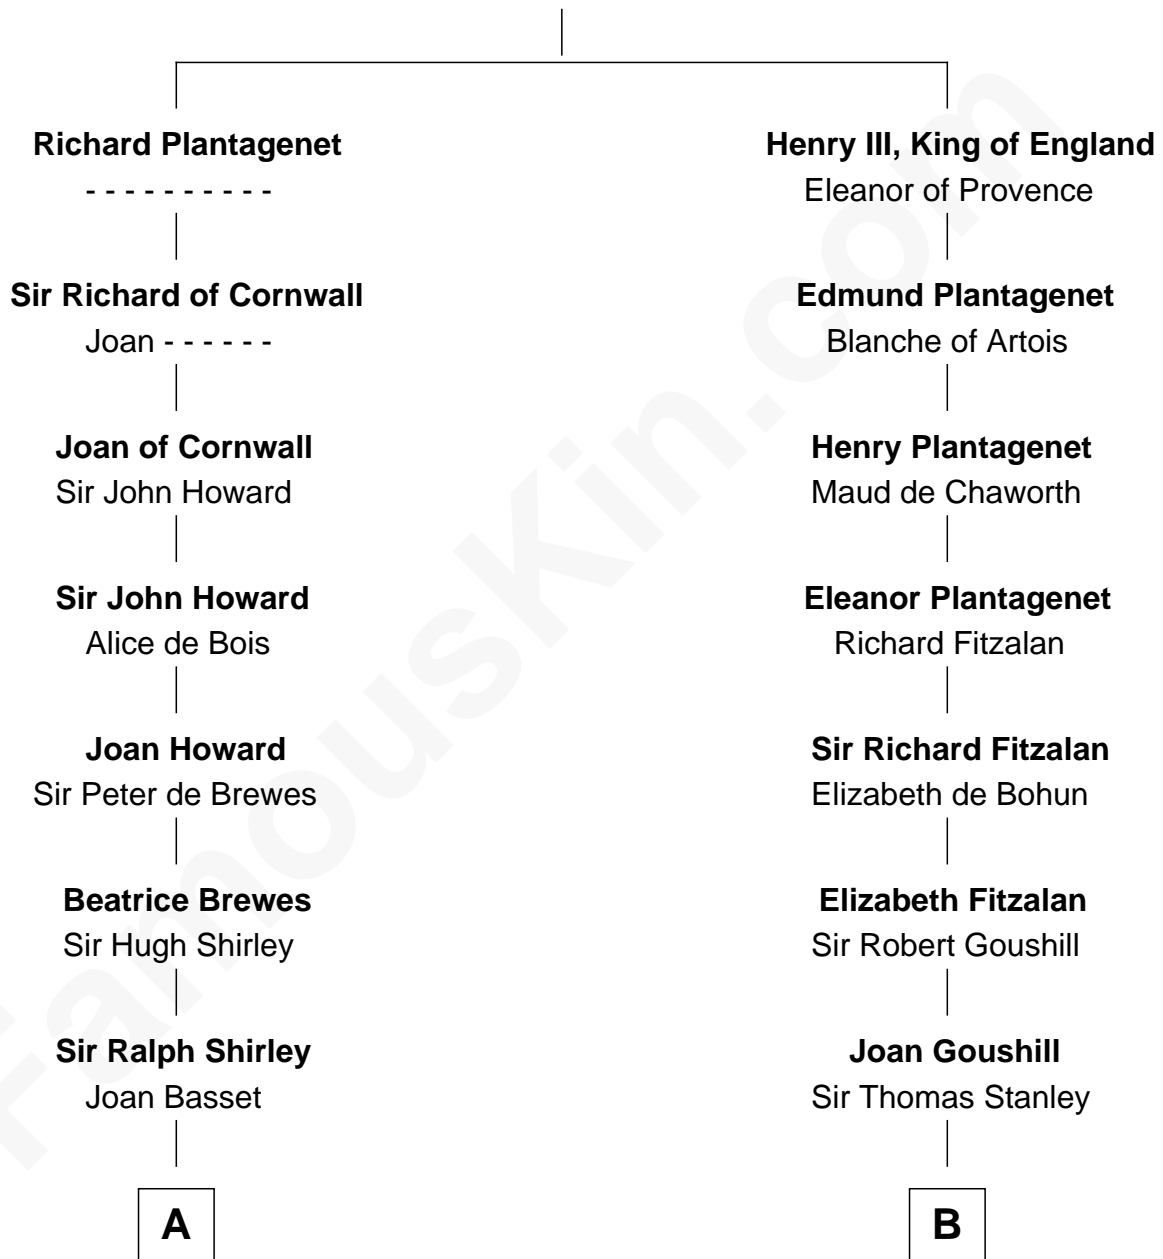 Richard Plantagenet
- - - - - - - - - -
Sir Richard of Cornwall
Joan - - - - - -
Joan of Cornwall
Sir John Howard
Sir John Howard
Alice de Bois
Joan Howard
Sir Peter de Brewes
Beatrice Brewes
Sir Hugh Shirley
Sir Ralph Shirley
Joan Basset
A
Henry III, King of England
Eleanor of Provence
Edmund Plantagenet
Blanche of Artois
Henry Plantagenet
Maud de Chaworth
Eleanor Plantagenet
Richard Fitzalan
Sir Richard Fitzalan
Elizabeth de Bohun
Elizabeth Fitzalan
Sir Robert Goushill
Joan Goushill
Sir Thomas Stanley
B
FamousKin.com